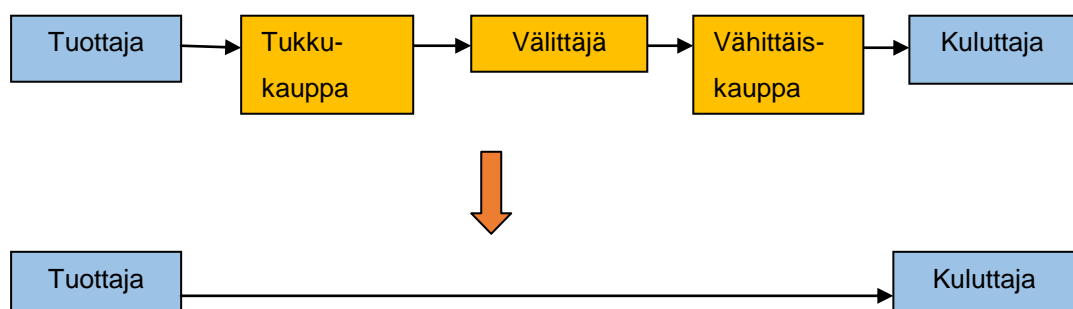 Tuottaja
Tukku-
kauppa
Välittäjä
Vähittäis-
kauppa
Kuluttaja
Tuottaja
Kuluttaja